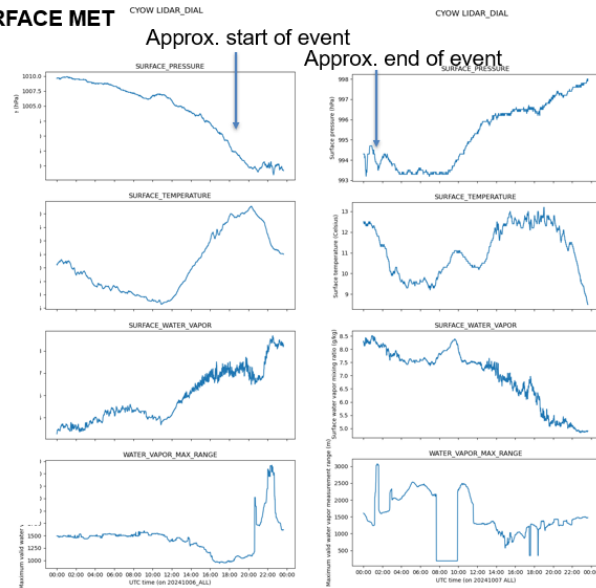 RFACE MET
CYOW LIDAR_DIAL
CYOW LIDAR_DIAL
Approx. start of event
Approx. end of event
SURFACE_PRESSURE
1010.0
1007.5
1005.0
(hPa)
SURFACE_TEMPERATURE
SURFACE_WATER_VAPOR
WATER_VAPOR_MAX_RANGE
1500
1250
1000
Maximum valid water
00:00 02:00 04:00 06:00 08:00 10:00 12:00 14:00 16:00 18:00 20:00 22:00 00:00
UTC time (on 20241006_ALL)
SURFACE_PRESSURE
998
997
996
995
994
993
Surface pressure (hPa)
SURFACE_TEMPERATURE
13
12
11
10
9
Surface temperature (Celsius)
SURFACE_WATER_VAPOR
8.5
8.0
7.5
7.0
6.5
6.0
5.5
5.0
Surface water vapor mixing ratio (g/kg)
WATER_VAPOR_MAX_RANGE
3000
2500
2000
1500
1000
500
Maximum valid water vapor measurement range (m)
00:00 02:00 04:00 06:00 08:00 10:00 12:00 14:00 16:00 18:00 20:00 22:00 00:00
UTC time (on 20241007_ALL)